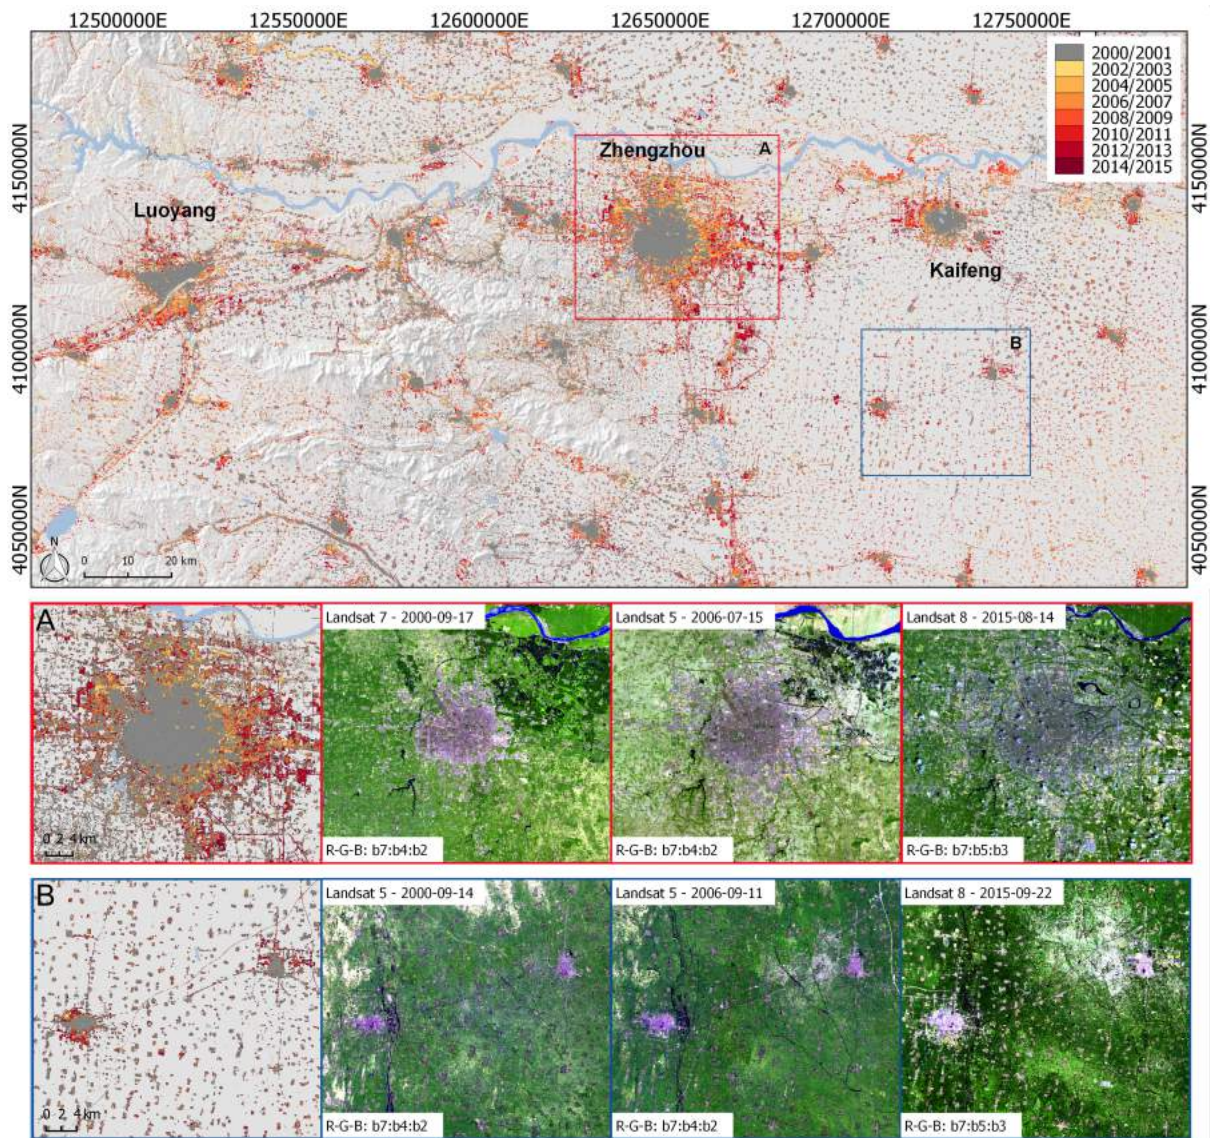 12500000E 12550000E 12600000E 12650000E 12700000E 12750000E
2000/2001
2002/2003
2004/2005
2006/2007
2008/2009
2010/2011
2012/2013
2014/2015
4150000N
4150000N
Zhengzhou
A
Luoyang
Kaifeng
4100000N
4100000N
B
4050000N
4050000N
N
0 10 20 km
A
Landsat 7 - 2000-09-17
Landsat 5 - 2006-07-15
Landsat 8 - 2015-08-14
0 2 4 km
R-G-B: b7:b4:b2
R-G-B: b7:b4:b2
R-G-B: b7:b5:b3
B
Landsat 5 - 2000-09-14
Landsat 5 - 2006-09-11
Landsat 8 - 2015-09-22
0 2 4 km
R-G-B: b7:b4:b2
R-G-B: b7:b4:b2
R-G-B: b7:b5:b3